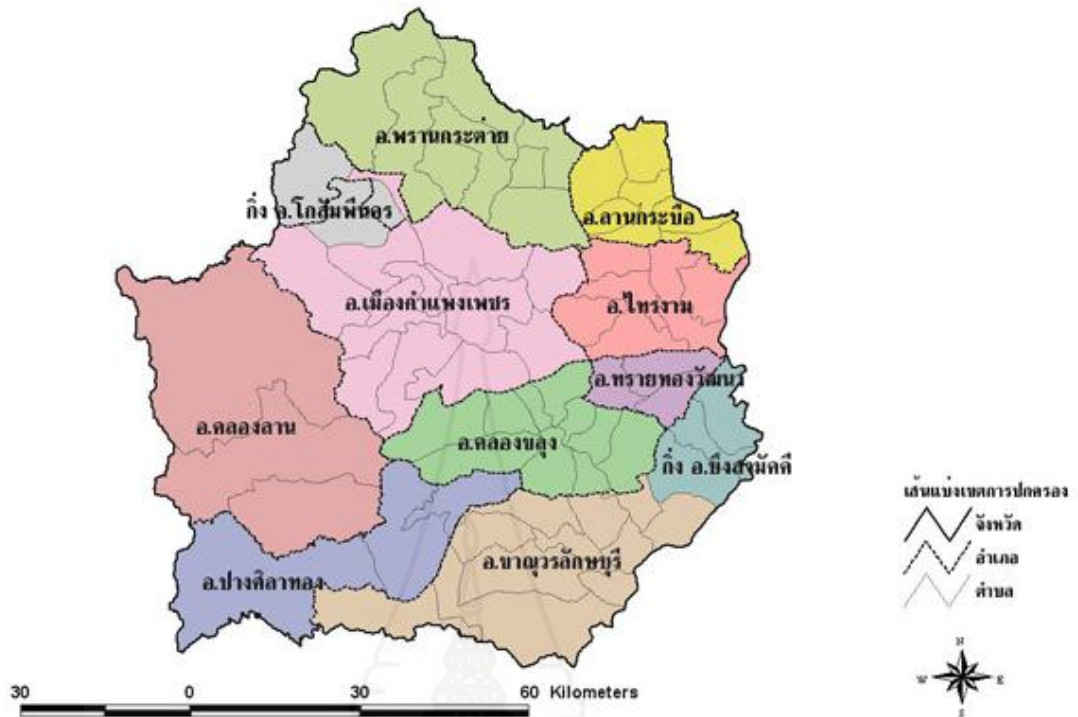 อ.พรานกระต่าย
กิ่ง อ.โกสัมพีนคร
อ.ลานกระบือ
อ.เมืองกำแพงเพชร
อ.ไทรงาม
อ.ทรายทองวัฒนา
อ.คลองลาน
อ.คลองขลุง
กิ่ง อ.บึงสามัคคี
อ.ขาณุวรลักษบุรี
อ.ปางศิลาทอง
เส้นแบ่งเขตการปกครอง
จังหวัด
อำเภอ
ตำบล
N
W E
S
30 0 30 60 Kilometers